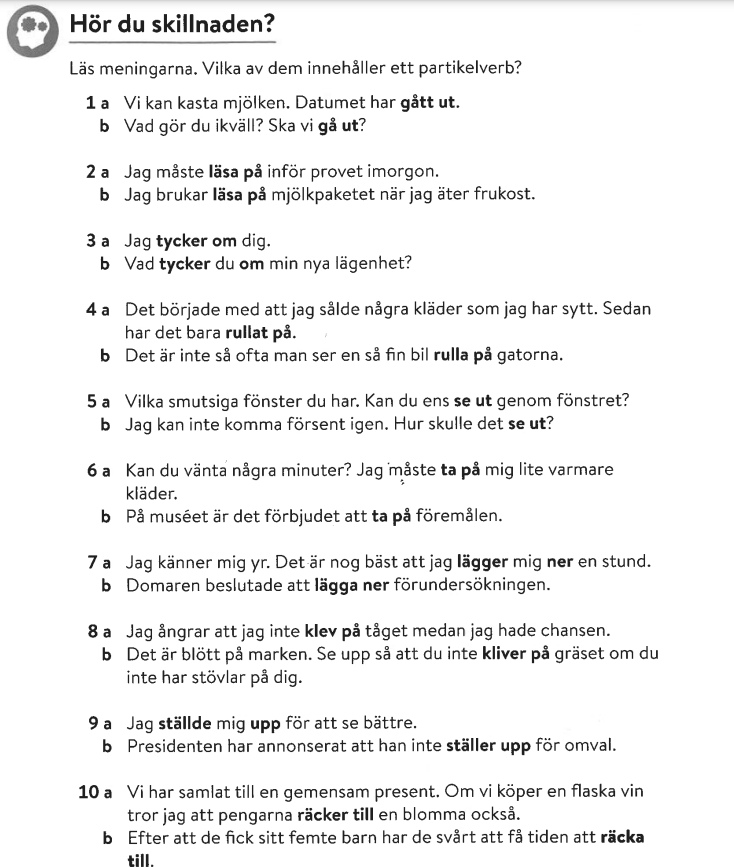 Hör du skillnaden?
Läs meningarna. Vilka av dem innehåller ett partikelverb?
1 a Vi kan kasta mjölken. Datumet har gått ut.
b Vad gör du ikväll? Ska vi gå ut?
2 a Jag måste läsa på inför provet imorgon.
b Jag brukar läsa på mjölkpaketet när jag äter frukost.
3 a Jag tycker om dig.
b Vad tycker du om min nya lägenhet?
4 a Det började med att jag sålde några kläder som jag har sytt. Sedan
har det bara rullat på.
b Det är inte så ofta man ser en så fin bil rulla på gatorna.
5 a Vilka smutsiga fönster du har. Kan du ens se ut genom fönstret?
b Jag kan inte komma försent igen. Hur skulle det se ut?
6 a Kan du vänta några minuter? Jag måste ta på mig lite varmare
kläder.
b På muséet är det förbjudet att ta på föremålen.
7 a Jag känner mig yr. Det är nog bäst att jag lägger mig ner en stund.
b Domaren beslutade att lägga ner förundersökningen.
8 a Jag ångrar att jag inte klev på tåget medan jag hade chansen.
b Det är blött på marken. Se upp så att du inte kliver på gräset om du
inte har stövlar på dig.
9 a Jag ställde mig upp för att se bättre.
b Presidenten har annonserat att han inte ställer upp för omval.
10 a Vi har samlat till en gemensam present. Om vi köper en flaska vin
tror jag att pengarna räcker till en blomma också.
b Efter att de fick sitt femte barn har de svårt att få tiden att räcka
till.